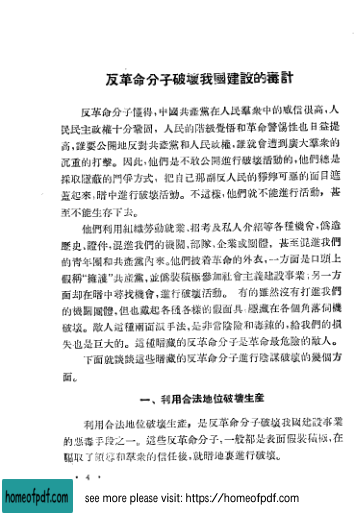 反革命分子破壞我國建設的毒計
反革命分子懂得，中國共產黨在人民羣衆中的威信很高，人
民民主政權十分鞏固，人民的階級覺悟和革命警惕性也日益提
高，誰要公開地反對共產黨和人民政權，誰就會遭到廣大羣衆的
沉重的打擊。因此，他們是不敢公開進行破壞活動的，他們總是
採取隱蔽的鬥爭方式，把自己那副反人民的猙獰可惡的面目遮
蓋起來，暗中進行破壞活動。不這樣，他們就不能進行活動，甚
至不能生存下去。
他們利用組織勞動就業、招考及私人介紹等各種機會，僞造
歷史、證件，混進我們的機關、部隊、企業或團體，甚至混進我們
的青年團和共產黨內來。他們披着革命的外衣，一方面是口頭上
假稱“擁護”共產黨，並僞裝積極參加社會主義建設事業；另一方
面却在暗中尋找機會，進行破壞活動。有的雖然沒有打進我們
的機關團體，但也戴起各種各樣的假面具，隱藏在各個角落伺機
破壞。敵人這種兩面派手法，是非常陰險和毒辣的，給我們的損
失也是巨大的。這種暗藏的反革命分子是革命最危險的敵人。
下面就談談這些暗藏的反革命分子進行陰謀破壞的幾個方
面。
一、利用合法地位破壞生産
利用合法地位破壞生産，是反革命分子破壞我國建設事業
的惡毒手段之一。這些反革命分子，一般都是表面假裝積極，在
騙取了領導和羣衆的信任後，就暗地裏進行破壞。
· 4 ·
homeofpdf.com see more please visit: https://homeofpdf.com